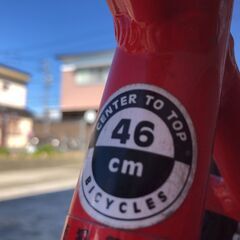 CENTER TO TOP
46
cm
BICYCLES